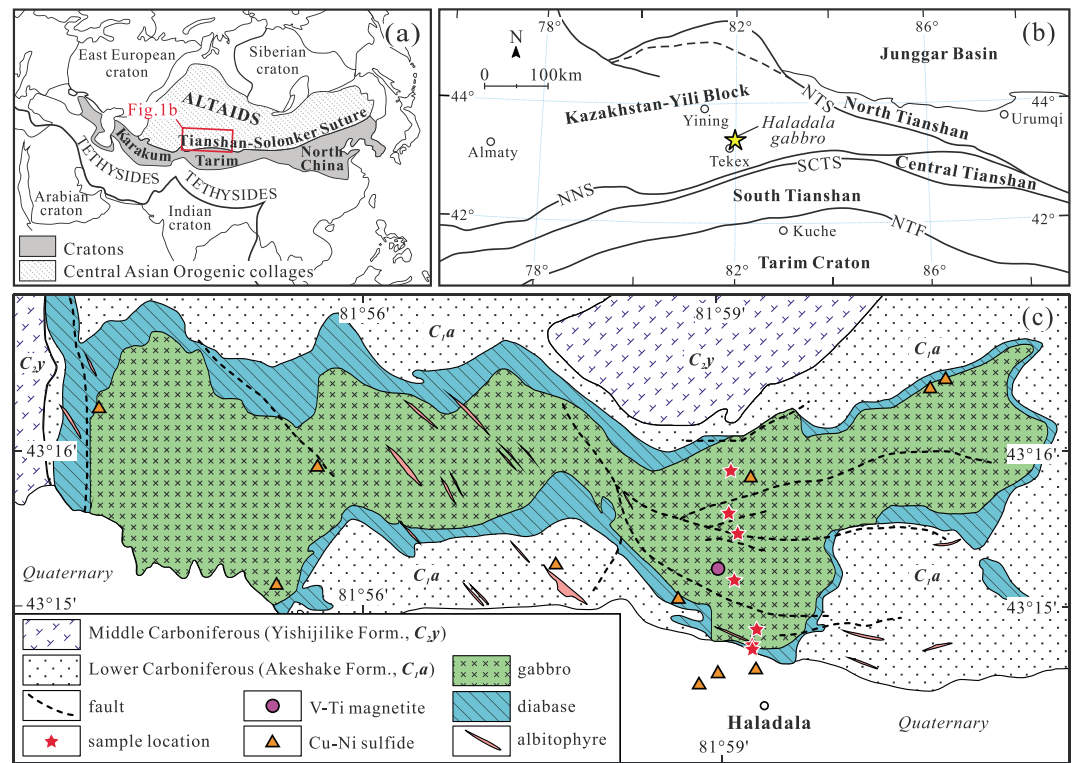 (a)
East European
craton
Siberian
craton
Fig.1b
ALTAIDS
Tianshan-Solonker Suture
Karakum
Tarim
North
China
TETHYSIDES
TETHYSIDES
Arabian
craton
Indian
craton
Cratons
Central Asian Orogenic collages
(b)
78°
82°
86°
N
0 100km
Junggar Basin
44°
44°
Kazakhstan-Yili Block
NTS
North Tianshan
Yining
Urumqi
Haladala
gabbro
Almaty
Tekex
SCTS
Central Tianshan
NNS
South Tianshan
42°
42°
NTF
Kuche
Tarim Craton
78°
82°
86°
(c)
81°56'
81°59'
C₁a
C₂y
C₂y
C₁a
43°16'
43°16'
Quaternary
C₁a
C₁a
43°15'
81°56'
43°15'
Middle Carboniferous (Yishijilike Form., C₂y)
Lower Carboniferous (Akeshake Form., C₁a)
gabbro
fault
V-Ti magnetite
diabase
sample location
Cu-Ni sulfide
albitophyre
Haladala
Quaternary
81°59'